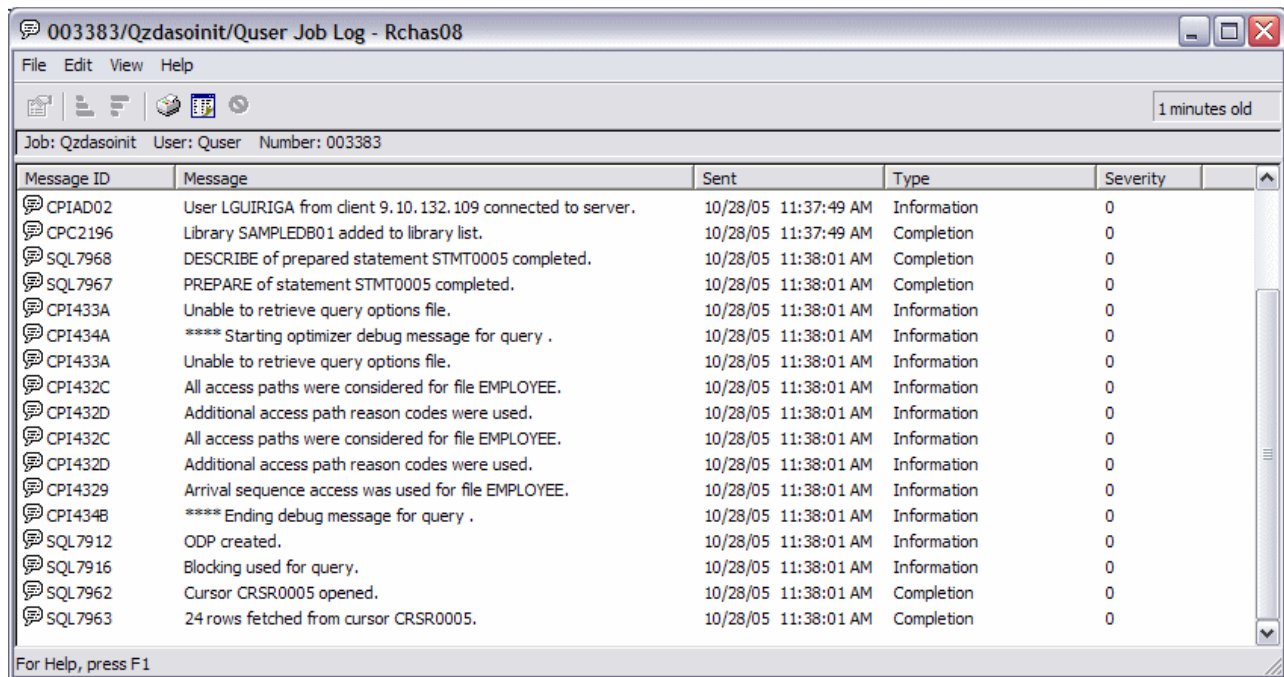 003383/Qzdasoinit/Quser Job Log - Rchas08
File Edit View Help
1 minutes old
Job: Qzdasoinit User: Quser Number: 003383
Message ID Message Sent Type Severity
CPIAD02 User LGUIRIGA from client 9.10.132.109 connected to server. 10/28/05 11:37:49 AM Information 0
CPC2196 Library SAMPLEDB01 added to library list. 10/28/05 11:37:49 AM Completion 0
SQL7968 DESCRIBE of prepared statement STMT0005 completed. 10/28/05 11:38:01 AM Completion 0
SQL7967 PREPARE of statement STMT0005 completed. 10/28/05 11:38:01 AM Completion 0
CPI433A Unable to retrieve query options file. 10/28/05 11:38:01 AM Information 0
CPI434A **** Starting optimizer debug message for query . 10/28/05 11:38:01 AM Information 0
CPI433A Unable to retrieve query options file. 10/28/05 11:38:01 AM Information 0
CPI432C All access paths were considered for file EMPLOYEE. 10/28/05 11:38:01 AM Information 0
CPI432D Additional access path reason codes were used. 10/28/05 11:38:01 AM Information 0
CPI432C All access paths were considered for file EMPLOYEE. 10/28/05 11:38:01 AM Information 0
CPI432D Additional access path reason codes were used. 10/28/05 11:38:01 AM Information 0
CPI4329 Arrival sequence access was used for file EMPLOYEE. 10/28/05 11:38:01 AM Information 0
CPI434B **** Ending debug message for query . 10/28/05 11:38:01 AM Information 0
SQL7912 ODP created. 10/28/05 11:38:01 AM Information 0
SQL7916 Blocking used for query. 10/28/05 11:38:01 AM Information 0
SQL7962 Cursor CRSR0005 opened. 10/28/05 11:38:01 AM Completion 0
SQL7963 24 rows fetched from cursor CRSR0005. 10/28/05 11:38:01 AM Completion 0
For Help, press F1